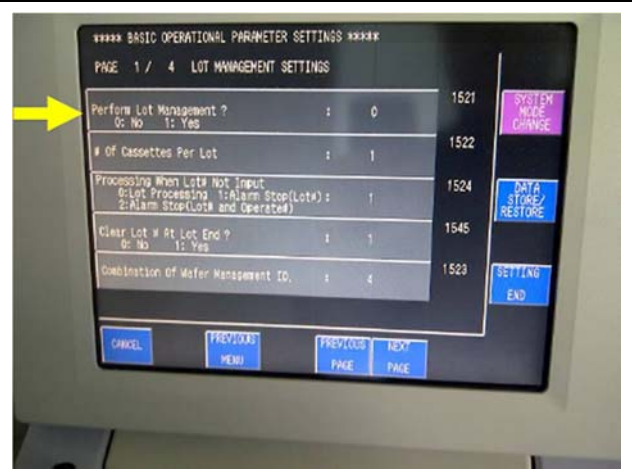 ***** BASIC OPERATIONAL PARAMETER SETTINGS *****
PAGE 1 / 4 LOT MANAGEMENT SETTINGS
Perform Lot Management ? : 0 1521
0: No 1: Yes
# Of Cassettes Per Lot : 1 1522
Processing When Lot# Not Input
0:Lot Processing 1:Alarm Stop(Lot#) : 1 1524
2:Alarm Stop(Lot# and Operate#)
Clear Lot # At Lot End ? : 1 1545
0: No 1: Yes
Combination Of Wafer Management ID. : 4 1523
SYSTEM
MODE
CHANGE
DATA
STORE/
RESTORE
SETTING
END
CANCEL
PREVIOUS
MENU
PREVIOUS
PAGE
NEXT
PAGE